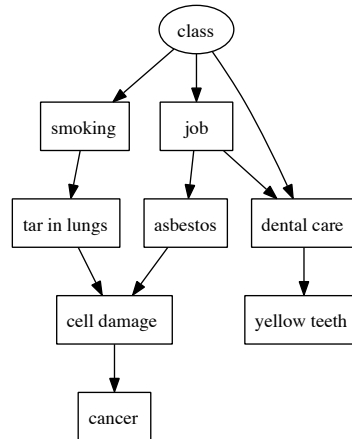 class
smoking
job
tar in lungs
asbestos
dental care
cell damage
yellow teeth
cancer